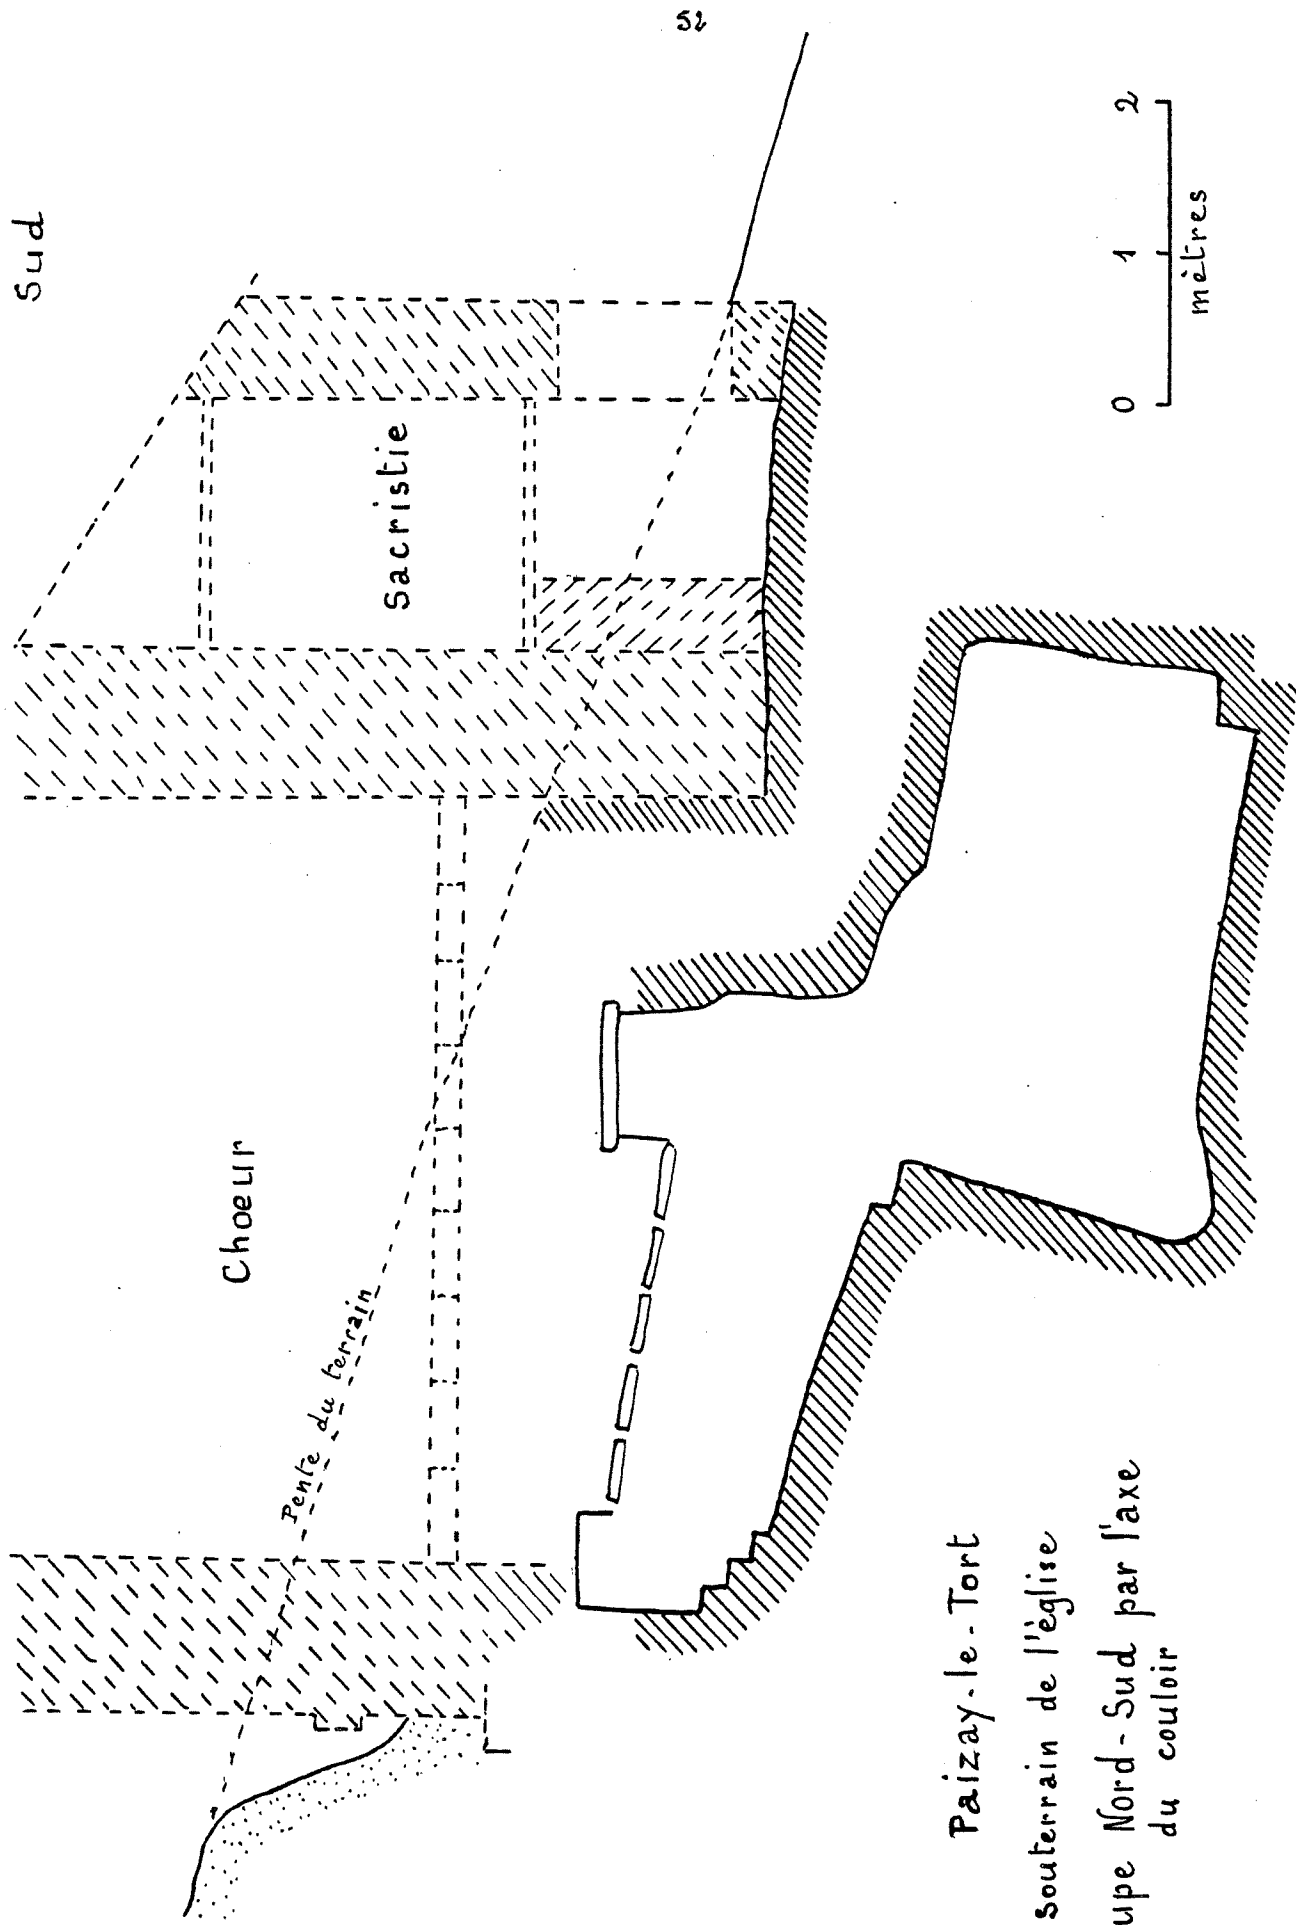 52
Sud
Sacristie
Choeur
Pente du terrain
0 1 2
mètres
Paizay-le-Tort
souterrain de l'église
upe Nord-Sud par l'axe
du couloir